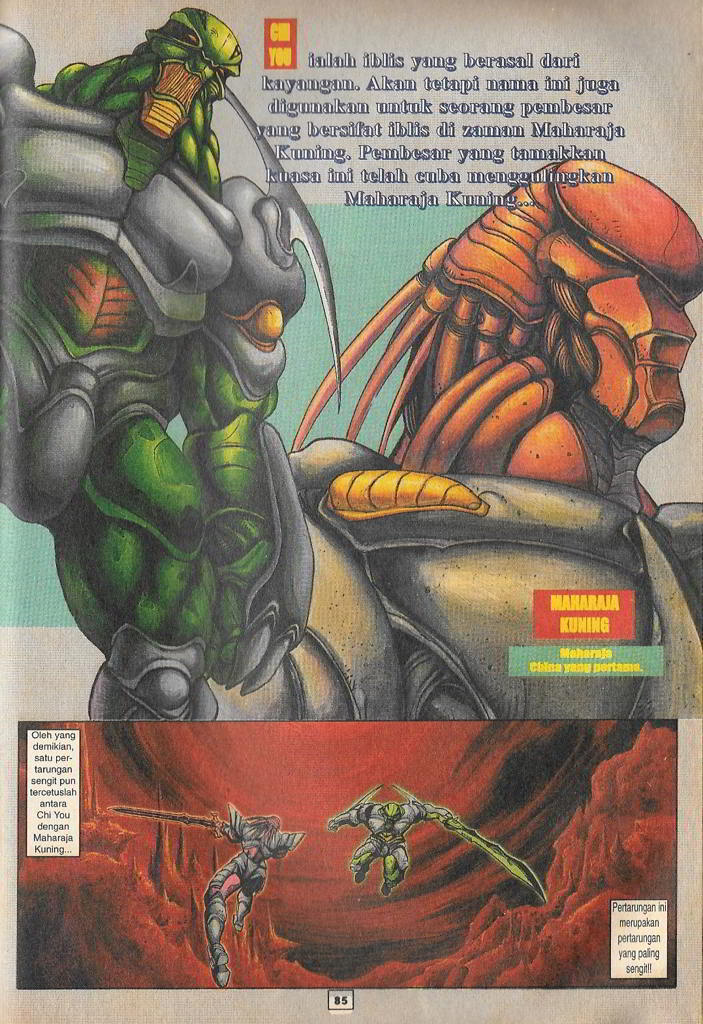 CHI
YOU
ialah iblis yang berasal dari
kayangan. Akan tetapi nama ini juga
digunakan untuk seorang pembesar
yang bersifat iblis di zaman Maharaja
Kuning. Pembesar yang tamakkan
kuasa ini telah cuba menggulingkan
Maharaja Kuning...
MAHARAJA
KUNING
Maharaja
China yang pertama.
Oleh yang
demikian,
satu per-
tarungan
sengit pun
tercetuslah
antara
Chi You
dengan
Maharaja
Kuning...
Pertarungan ini
merupakan
pertarungan
yang paling
sengit!!
85